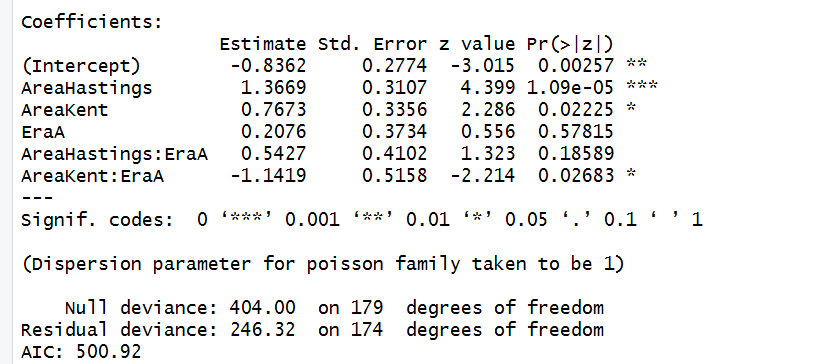 Coefficients:
Estimate Std. Error z value Pr(>|z|)
(Intercept) -0.8362 0.2774 -3.015 0.00257 **
AreaHastings 1.3669 0.3107 4.399 1.09e-05 ***
AreaKent 0.7673 0.3356 2.286 0.02225 *
EraA 0.2076 0.3734 0.556 0.57815
AreaHastings:EraA 0.5427 0.4102 1.323 0.18589
AreaKent:EraA -1.1419 0.5158 -2.214 0.02683 *
---
Signif. codes: 0 ‘***’ 0.001 ‘**’ 0.01 ‘*’ 0.05 ‘.’ 0.1 ‘ ’ 1
(Dispersion parameter for poisson family taken to be 1)
Null deviance: 404.00 on 179 degrees of freedom
Residual deviance: 246.32 on 174 degrees of freedom
AIC: 500.92